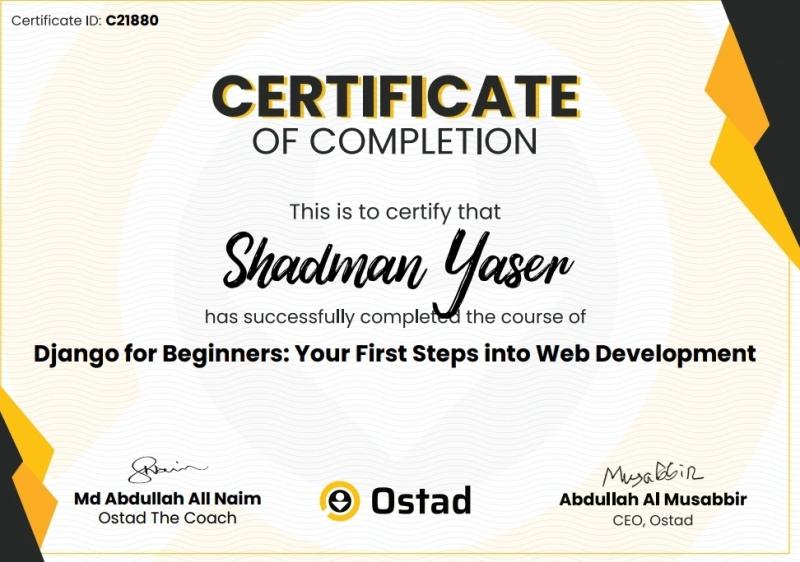 Certificate ID: C21880
CERTIFICATE
OF COMPLETION
This is to certify that
Shadman Yaser
has successfully completed the course of
Django for Beginners: Your First Steps into Web Development
Md Abdullah All Naim
Ostad The Coach
Ostad
Musabbir
Abdullah Al Musabbir
CEO, Ostad